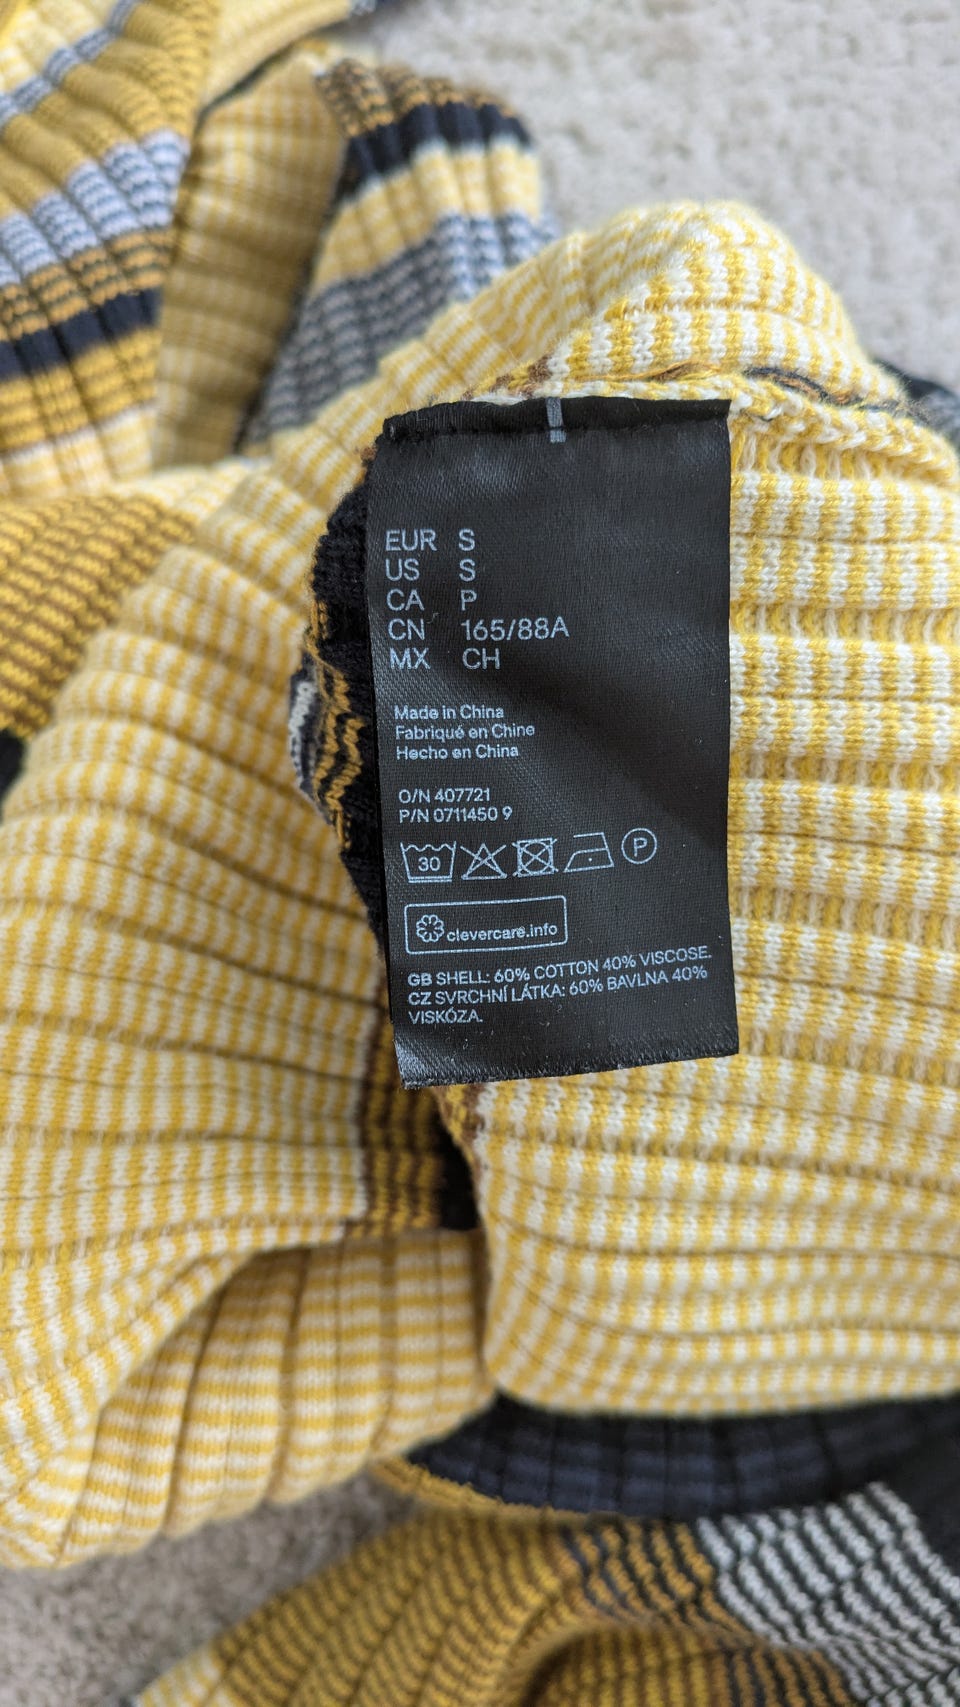 EUR S
US S
CA P
CN 165/88A
MX CH
Made in China
Fabriqué en Chine
Hecho en China
O/N 407721
P/N 0711450 9
30
P
clevercare.info
GB SHELL: 60% COTTON 40% VISCOSE.
CZ SVRCHNÍ LÁTKA: 60% BAVLNA 40%
VISKÓZA.